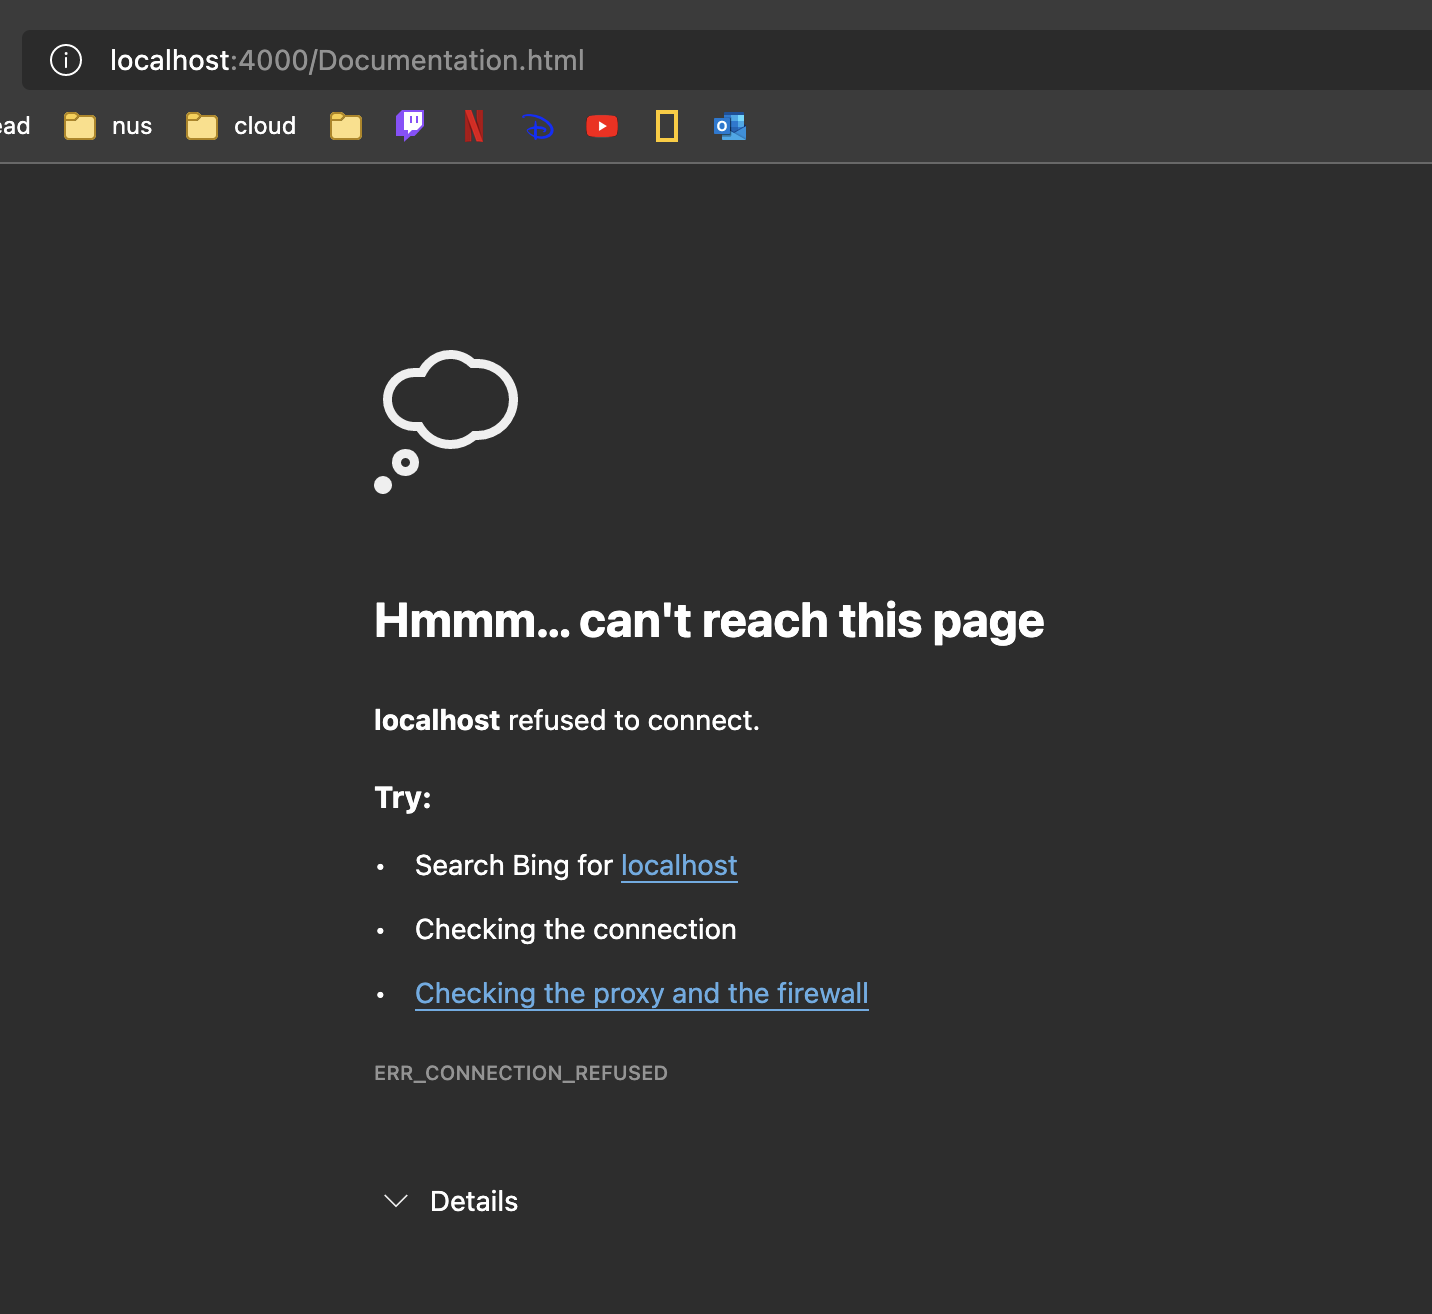 localhost:4000/Documentation.html
ead nus cloud
Hmmm... can't reach this page
localhost refused to connect.
Try:
• Search Bing for localhost
• Checking the connection
• Checking the proxy and the firewall
ERR_CONNECTION_REFUSED
Details